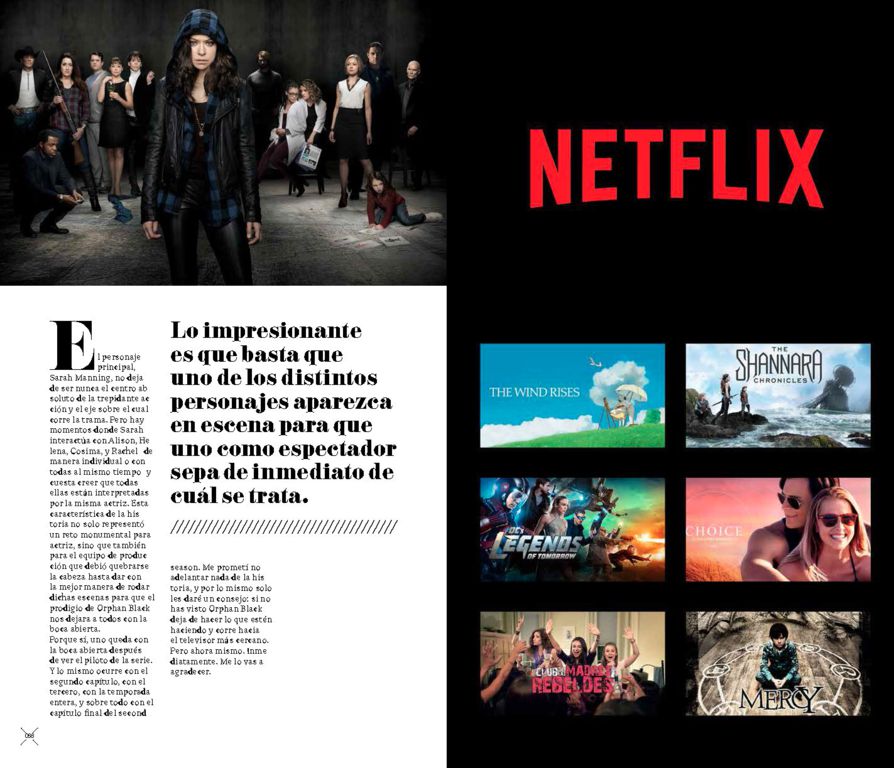 El personaje
principal,
Sarah Manning, no deja
de ser nunca el centro ab
soluto de la trepidante ac
ción y el eje sobre el cual
corre la trama. Pero hay
momentos donde Sarah
interactúa con Alison, He
lena, Cosima, y Rachel de
manera individual o con
todas al mismo tiempo y
cuesta creer que todas
ellas están interpretadas
por la misma actriz. Esta
característica de la his
toria no solo representó
un reto monumental para
actriz, sino que también
para el equipo de produc
ción que debió quebrarse
la cabeza hasta dar con
la mejor manera de rodar
dichas escenas para que el
prodigio de Orphan Black
nos dejara a todos con la
boca abierta.
Porque sí, uno queda con
la boca abierta después
de ver el piloto de la serie.
Y lo mismo ocurre con el
segundo capítulo, con el
tercero, con la temporada
entera, y sobre todo con el
capítulo final del second
Lo impresionante
es que basta que
uno de los distintos
personajes aparezca
en escena para que
uno como espectador
sepa de inmediato de
cuál se trata.
season. Me prometí no
adelantar nada de la his
toria, y por lo mismo solo
les daré un consejo: si no
has visto Orphan Black
deja de hacer lo que estén
haciendo y corre hacia
el televisor más cercano.
Pero ahora mismo. Inme
diatamente. Me lo vas a
agradecer.
058
NETFLIX
THE WIND RISES
THE
SHANNARA
CHRONICLES
DC
LEGENDS
OF TOMORROW
CHOICE
CLUB MADRES
REBELDES
MERCY